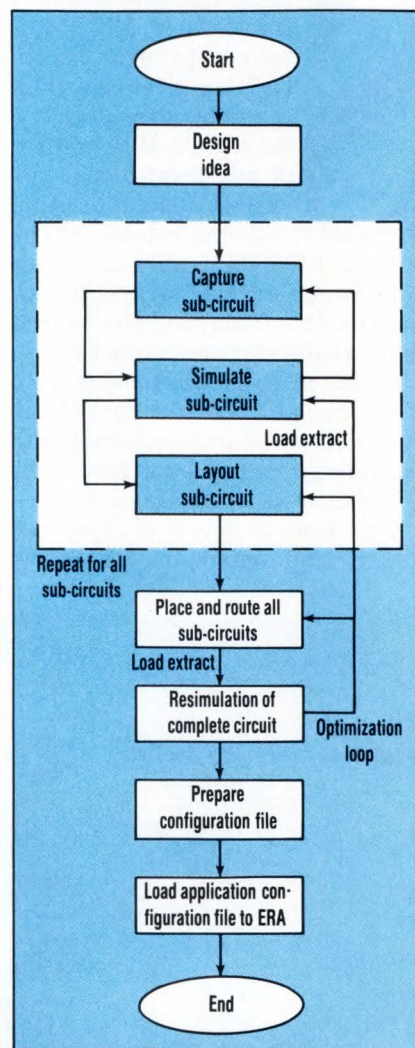 Start
Design
idea
Capture
sub-circuit
Simulate
sub-circuit
Load extract
Layout
sub-circuit
Repeat for all
sub-circuits
Place and route all
sub-circuits
Load extract
Resimulation of
complete circuit
Optimization
loop
Prepare
configuration file
Load application con-
figuration file to ERA
End